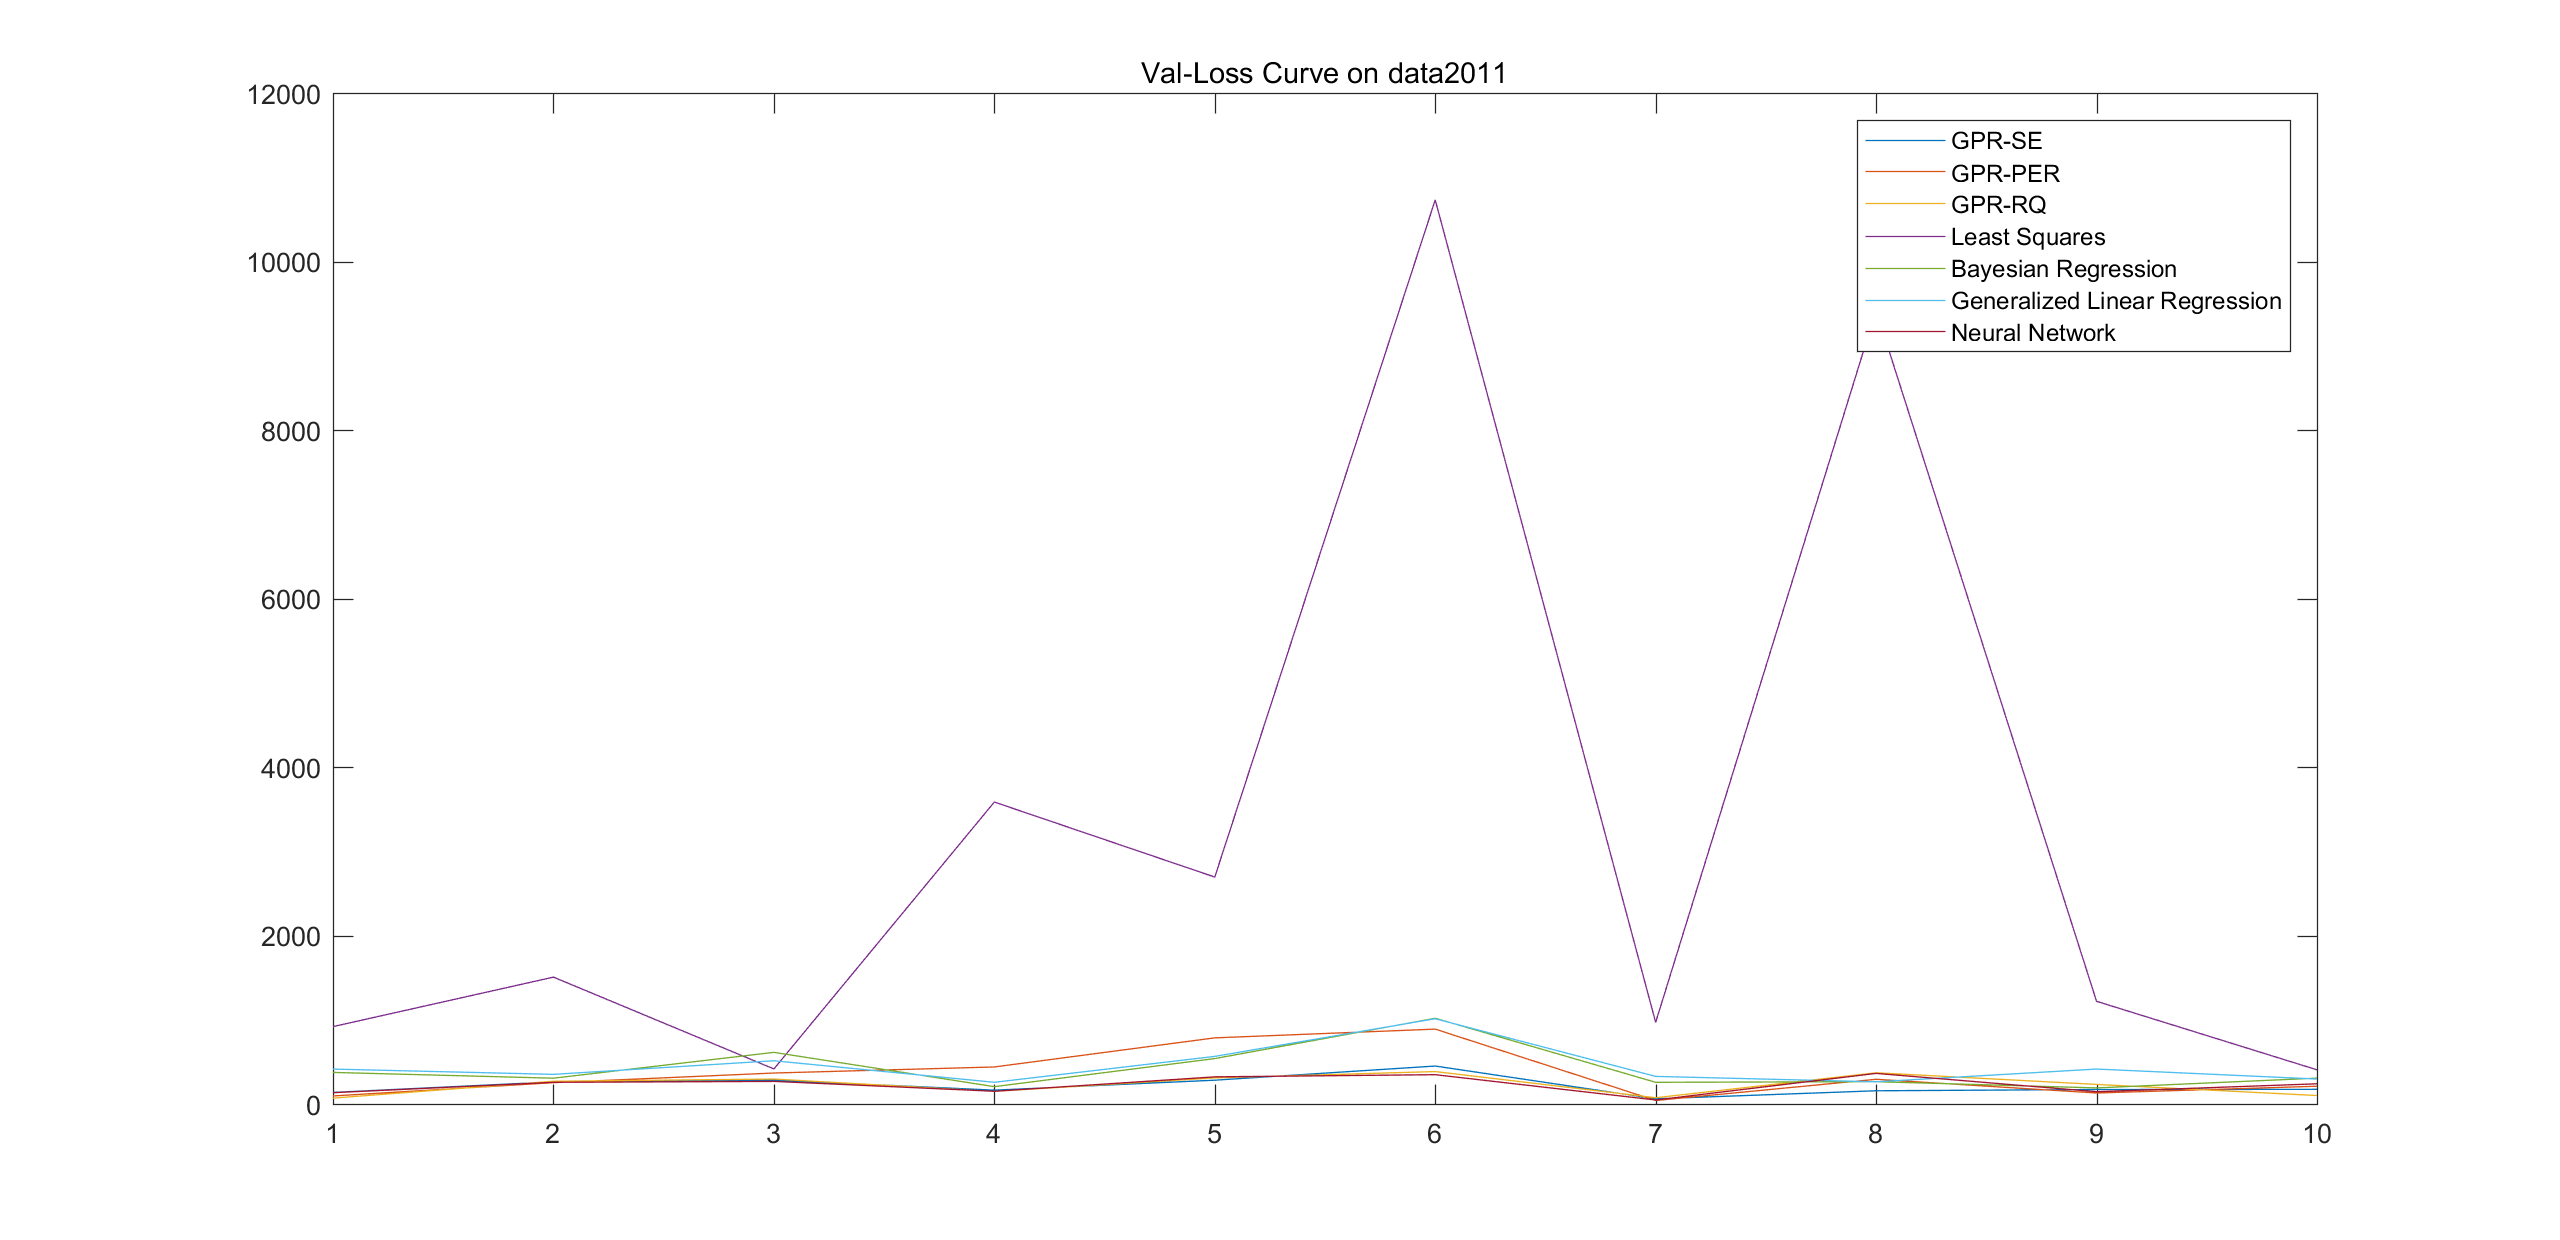 Val-Loss Curve on data2011
12000
10000
8000
6000
4000
2000
0
GPR-SE
GPR-PER
GPR-RQ
Least Squares
Bayesian Regression
Generalized Linear Regression
Neural Network
1 2 3 4 5 6 7 8 9 10